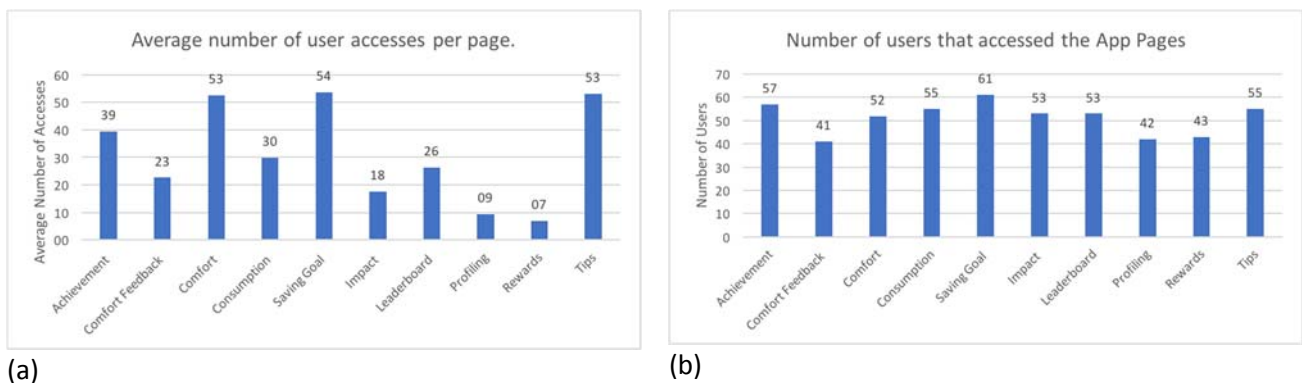 Average number of user accesses per page.
Average Number of Accesses
60
50
40
30
20
10
00
39
23
53
30
54
18
26
09
07
53
Achievement
Comfort Feedback
Comfort
Consumption
Saving Goal
Impact
Leaderboard
Profiling
Rewards
Tips
(a)
Number of users that accessed the App Pages
Number of Users
70
60
50
40
30
20
10
0
57
41
52
55
61
53
53
42
43
55
Achievement
Comfort Feedback
Comfort
Consumption
Saving Goal
Impact
Leaderboard
Profiling
Rewards
Tips
(b)